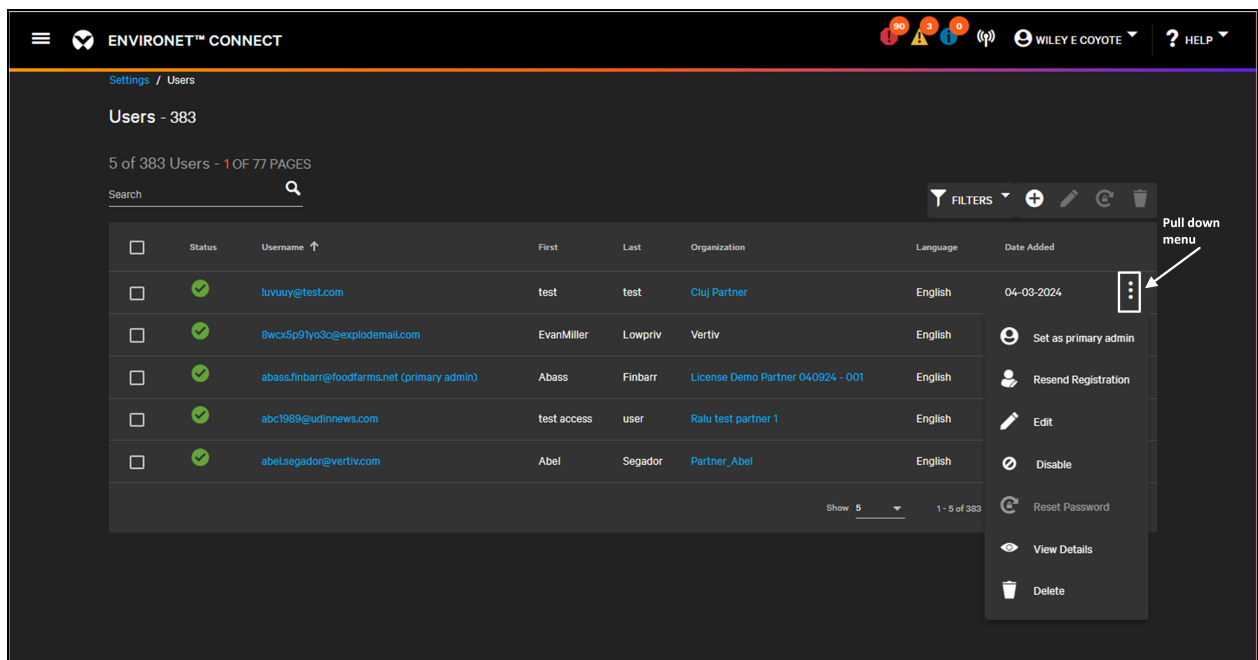 ENVIRONET™ CONNECT
90 3 0
WILEY E COYOTE
? HELP
Settings / Users
Users - 383
5 of 383 Users - 1 OF 77 PAGES
Search
FILTERS
Pull down
menu
Status Username First Last Organization Language Date Added
!uvuuy@test.com test test Cluj Partner English 04-03-2024
8wcx5p91yo3c@explodemail.com EvanMiller Lowpriv Vertiv English
Set as primary admin
abass.finbarr@foodfarms.net (primary admin) Abass Finbarr License Demo Partner 040924 - 001 English
Resend Registration
abc1989@udinnews.com test access user Ralu test partner 1 English
Edit
abel.segador@vertiv.com Abel Segador Partner_Abel English
Disable
Show 5 1 - 5 of 383
Reset Password
View Details
Delete